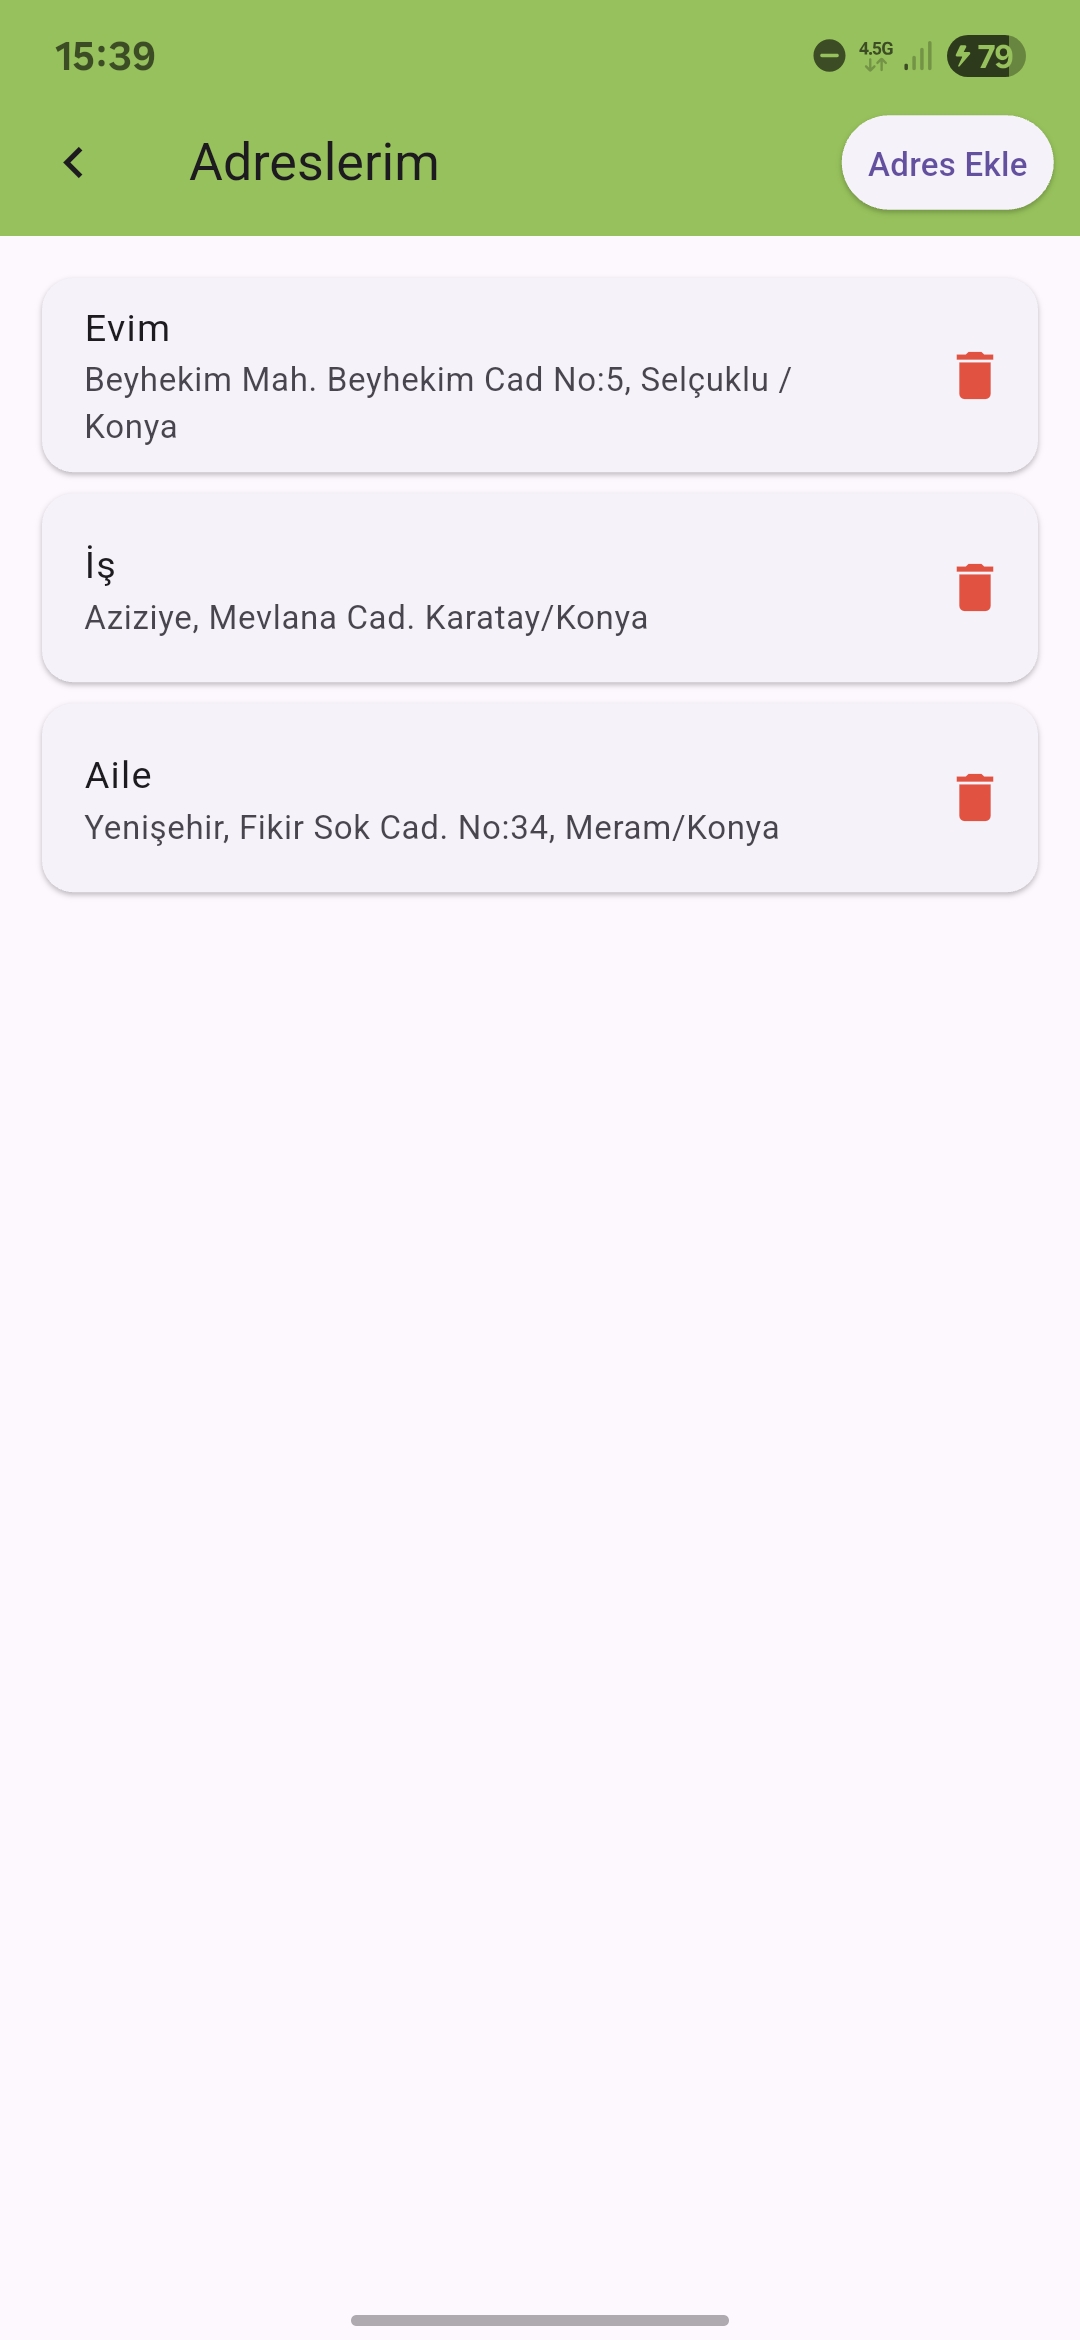 15:39
4.5G
79
Adreslerim
Adres Ekle
Evim
Beyhekim Mah. Beyhekim Cad No:5, Selçuklu /
Konya
İş
Aziziye, Mevlana Cad. Karatay/Konya
Aile
Yenişehir, Fikir Sok Cad. No:34, Meram/Konya